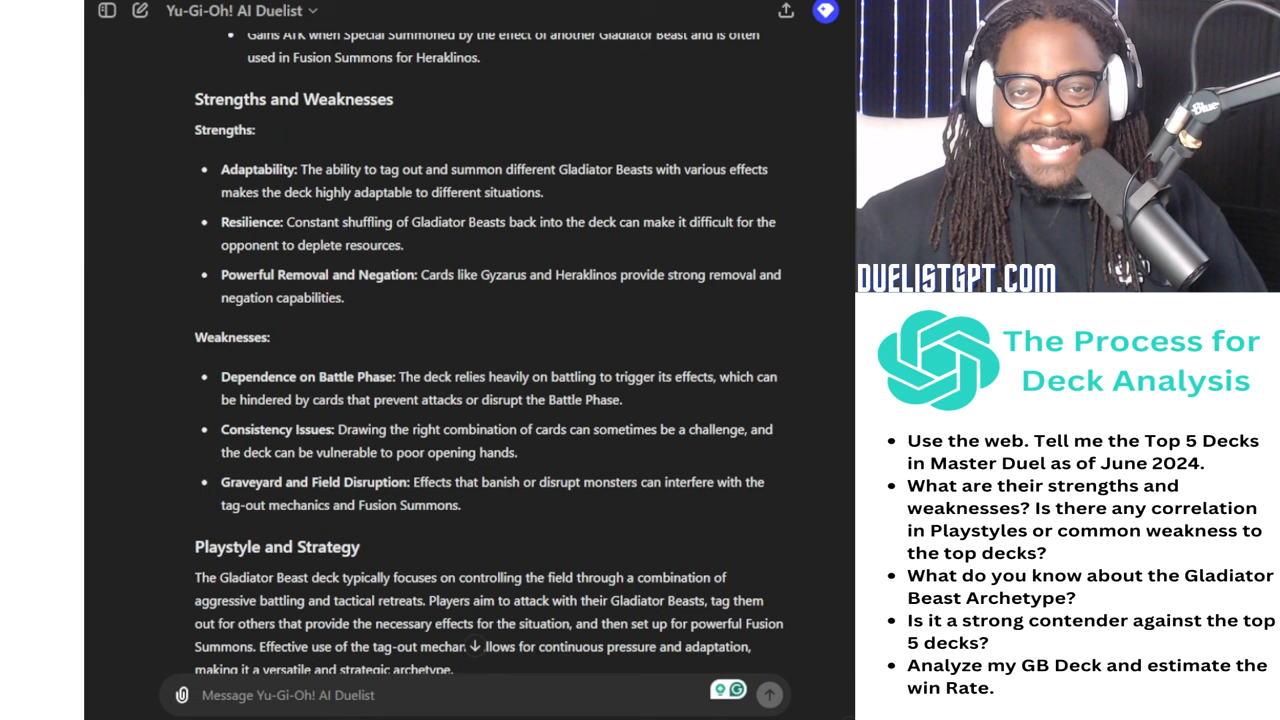 Yu-Gi-Oh! AI Duelist
Gains ATK when Special Summoned by the effect of another Gladiator Beast and is often
used in Fusion Summons for Heraklinos.
Strengths and Weaknesses
Strengths:
Adaptability: The ability to tag out and summon different Gladiator Beasts with various effects
makes the deck highly adaptable to different situations.
Resilience: Constant shuffling of Gladiator Beasts back into the deck can make it difficult for the
opponent to deplete resources.
Powerful Removal and Negation: Cards like Gyzarus and Heraklinos provide strong removal and
negation capabilities.
Weaknesses:
Dependence on Battle Phase: The deck relies heavily on battling to trigger its effects, which can
be hindered by cards that prevent attacks or disrupt the Battle Phase.
Consistency Issues: Drawing the right combination of cards can sometimes be a challenge, and
the deck can be vulnerable to poor opening hands.
Graveyard and Field Disruption: Effects that banish or disrupt monsters can interfere with the
tag-out mechanics and Fusion Summons.
Playstyle and Strategy
The Gladiator Beast deck typically focuses on controlling the field through a combination of
aggressive battling and tactical retreats. Players aim to attack with their Gladiator Beasts, tag them
out for others that provide the necessary effects for the situation, and then set up for powerful Fusion
Summons. Effective use of the tag-out mechan llows for continuous pressure and adaptation,
making it a versatile and strategic archetype.
Message Yu-Gi-Oh! AI Duelist
Blue
DUELISTGPT.COM
The Process for
Deck Analysis
Use the web. Tell me the Top 5 Decks
in Master Duel as of June 2024.
What are their strengths and
weaknesses? Is there any correlation
in Playstyles or common weakness to
the top decks?
What do you know about the Gladiator
Beast Archetype?
Is it a strong contender against the top
5 decks?
Analyze my GB Deck and estimate the
win Rate.